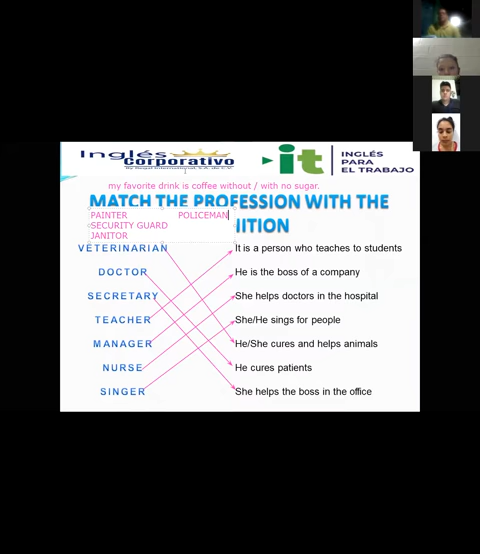 Inglés
Corporativo
it
INGLÉS
PARA
EL TRABAJO
my favorite drink is coffee without / with no sugar.
MATCH THE PROFESSION WITH THE
PAINTER POLICEMAN
SECURITY GUARD
JANITOR
VETERINARIAN It is a person who teaches to students
DOCTOR He is the boss of a company
SECRETARY She helps doctors in the hospital
TEACHER She/He sings for people
MANAGER He/She cures and helps animals
NURSE He cures patients
SINGER She helps the boss in the office